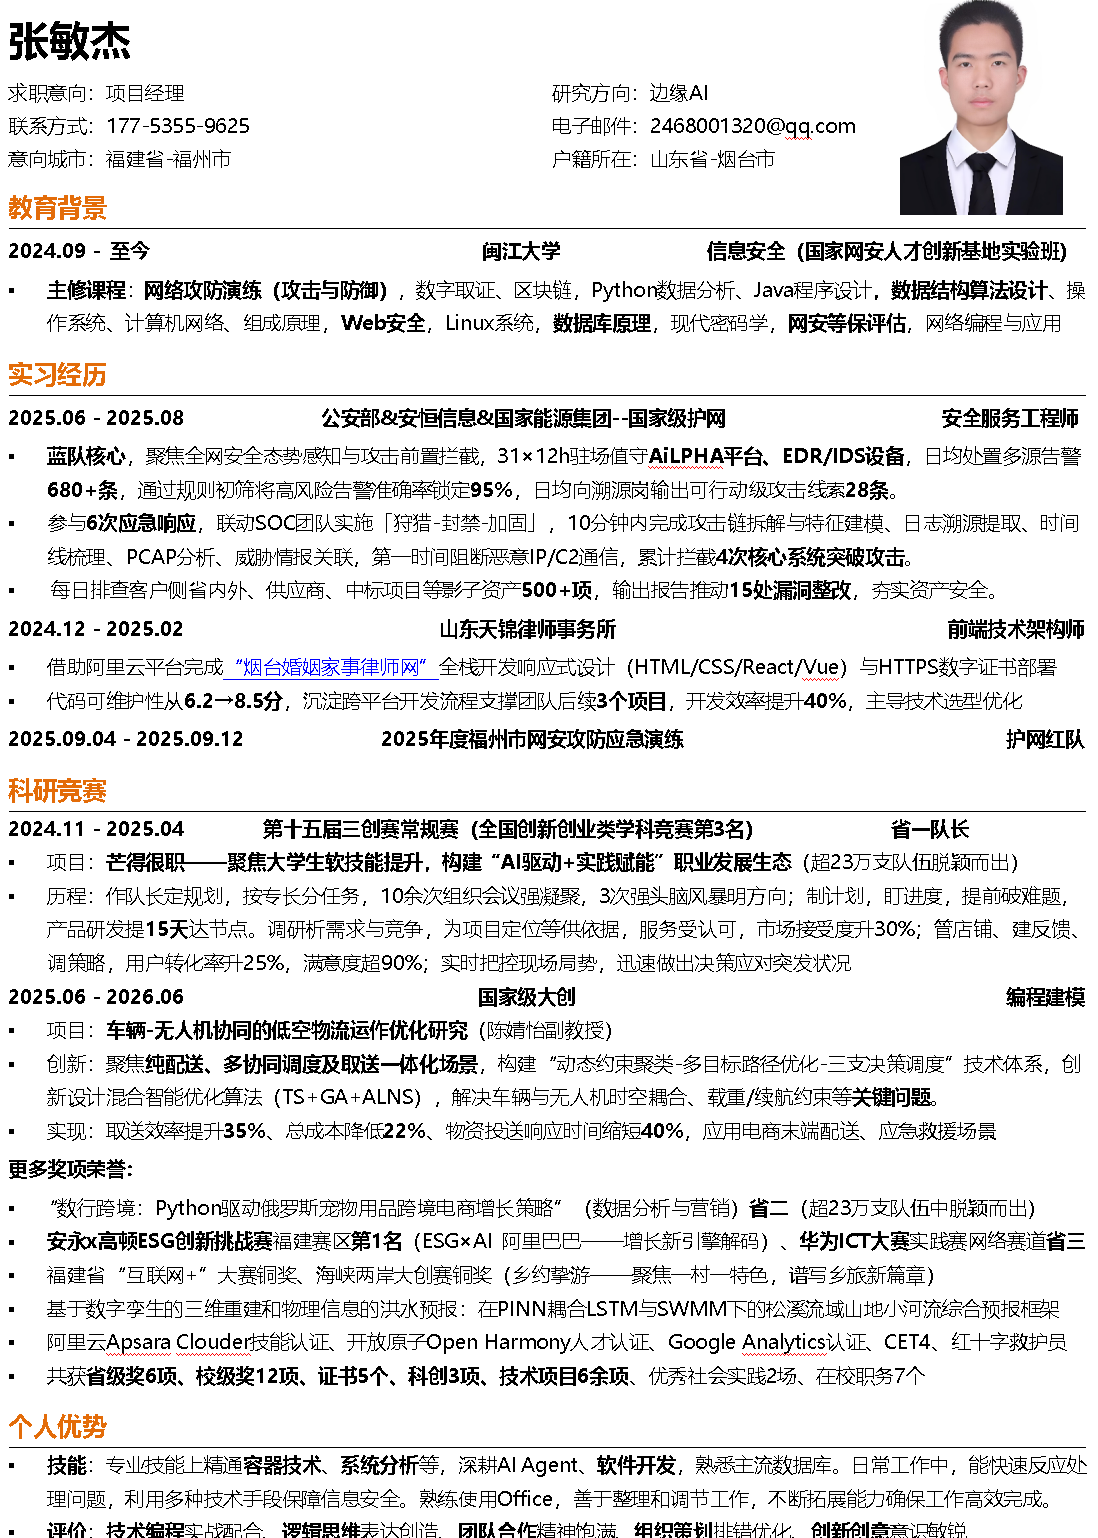 张敏杰
求职意向：项目经理 研究方向：边缘AI
联系方式：177-5355-9625 电子邮件：2468001320@qq.com
意向城市：福建省-福州市 户籍所在：山东省-烟台市
教育背景
2024.09 - 至今 闽江大学 信息安全（国家网安人才创新基地实验班）
▪ 主修课程：网络攻防演练（攻击与防御），数字取证、区块链，Python数据分析、Java程序设计，数据结构算法设计、操
作系统、计算机网络、组成原理，Web安全，Linux系统，数据库原理，现代密码学，网安等保评估，网络编程与应用
实习经历
2025.06 - 2025.08 公安部&安恒信息&国家能源集团--国家级护网 安全服务工程师
▪ 蓝队核心，聚焦全网安全态势感知与攻击前置拦截，31×12h驻场值守AiLPHA平台、EDR/IDS设备，日均处置多源告警
680+条，通过规则初筛将高风险告警准确率锁定95%，日均向溯源岗输出可行动级攻击线索28条。
▪ 参与6次应急响应，联动SOC团队实施「狩猎-封禁-加固」，10分钟内完成攻击链拆解与特征建模、日志溯源提取、时间
线梳理、PCAP分析、威胁情报关联，第一时间阻断恶意IP/C2通信，累计拦截4次核心系统突破攻击。
▪ 每日排查客户侧省内外、供应商、中标项目等影子资产500+项，输出报告推动15处漏洞整改，夯实资产安全。
2024.12 - 2025.02 山东天锦律师事务所 前端技术架构师
▪ 借助阿里云平台完成“烟台婚姻家事律师网”全栈开发响应式设计（HTML/CSS/React/Vue）与HTTPS数字证书部署
▪ 代码可维护性从6.2→8.5分，沉淀跨平台开发流程支撑团队后续3个项目，开发效率提升40%，主导技术选型优化
2025.09.04 - 2025.09.12 2025年度福州市网安攻防应急演练 护网红队
科研竞赛
2024.11 - 2025.04 第十五届三创赛常规赛（全国创新创业类学科竞赛第3名） 省一队长
▪ 项目：芒得很职——聚焦大学生软技能提升，构建“AI驱动+实践赋能”职业发展生态（超23万支队伍脱颖而出）
▪ 历程：作队长定规划，按专长分任务，10余次组织会议强凝聚，3次强头脑风暴明方向；制计划，盯进度，提前破难题，
产品研发提15天达节点。调研析需求与竞争，为项目定位等供依据，服务受认可，市场接受度升30%；管店铺、建反馈、
调策略，用户转化率升25%，满意度超90%；实时把控现场局势，迅速做出决策应对突发状况
2025.06 - 2026.06 国家级大创 编程建模
▪ 项目：车辆-无人机协同的低空物流运作优化研究（陈婧怡副教授）
▪ 创新：聚焦纯配送、多协同调度及取送一体化场景，构建“动态约束聚类-多目标路径优化-三支决策调度”技术体系，创
新设计混合智能优化算法（TS+GA+ALNS），解决车辆与无人机时空耦合、载重/续航约束等关键问题。
▪ 实现：取送效率提升35%、总成本降低22%、物资投送响应时间缩短40%，应用电商末端配送、应急救援场景
更多奖项荣誉：
▪ “数行跨境：Python驱动俄罗斯宠物用品跨境电商增长策略”（数据分析与营销）省二（超23万支队伍中脱颖而出）
▪ 安永x高顿ESG创新挑战赛福建赛区第1名（ESG×AI 阿里巴巴——增长新引擎解码）、华为ICT大赛实践赛网络赛道省三
▪ 福建省“互联网+”大赛铜奖、海峡两岸大创赛铜奖（乡约挚游——聚焦一村一特色，谱写乡旅新篇章）
▪ 基于数字孪生的三维重建和物理信息的洪水预报：在PINN耦合LSTM与SWMM下的松溪流域山地小河流综合预报框架
▪ 阿里云Apsara Clouder技能认证、开放原子Open Harmony人才认证、Google Analytics认证、CET4、红十字救护员
▪ 共获省级奖6项、校级奖12项、证书5个、科创3项、技术项目6余项、优秀社会实践2场、在校职务7个
个人优势
▪ 技能：专业技能上精通容器技术、系统分析等，深耕AI Agent、软件开发，熟悉主流数据库。日常工作中，能快速反应处
理问题，利用多种技术手段保障信息安全。熟练使用Office，善于整理和调节工作，不断拓展能力确保工作高效完成。
▪ 评价：技术编程实战配合、逻辑思维表达创造、团队合作精神饱满、组织策划排错优化、创新创意意识敏锐